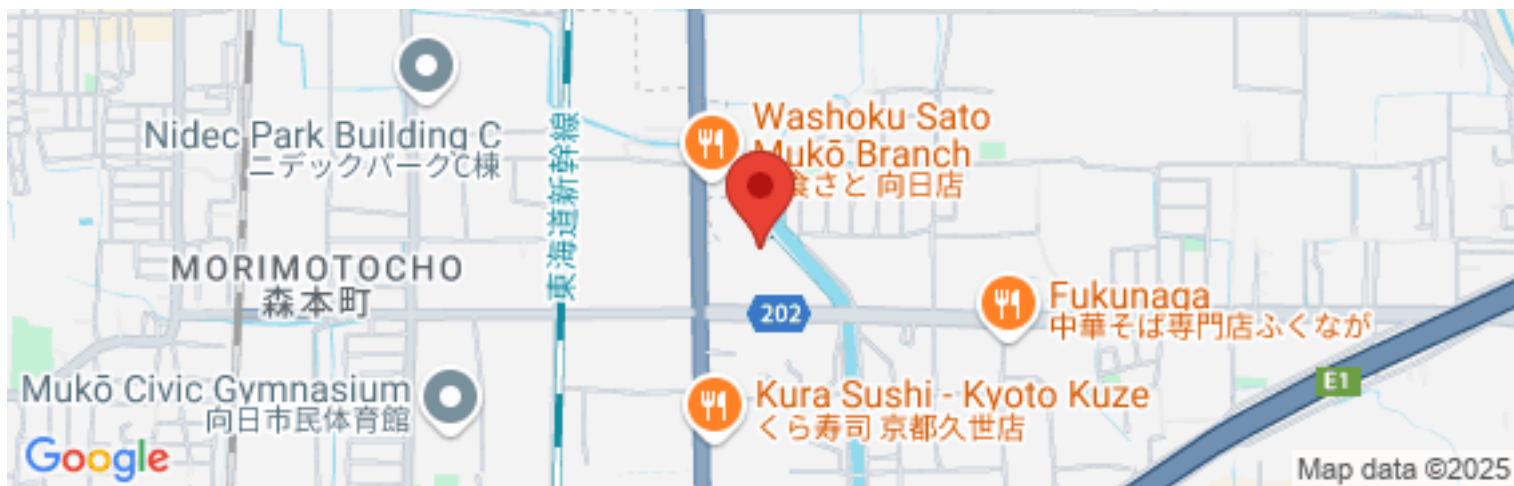 Nidec Park Building C
ニデックパークC棟
東海道新幹線
Washoku Sato
Mukō Branch
食さと 向日店
MORIMOTOCHO
森本町
202
Fukunaga
中華そば専門店ふくなが
E1
Mukō Civic Gymnasium
向日市民体育館
Kura Sushi - Kyoto Kuze
くら寿司 京都久世店
Google
Map data ©2025